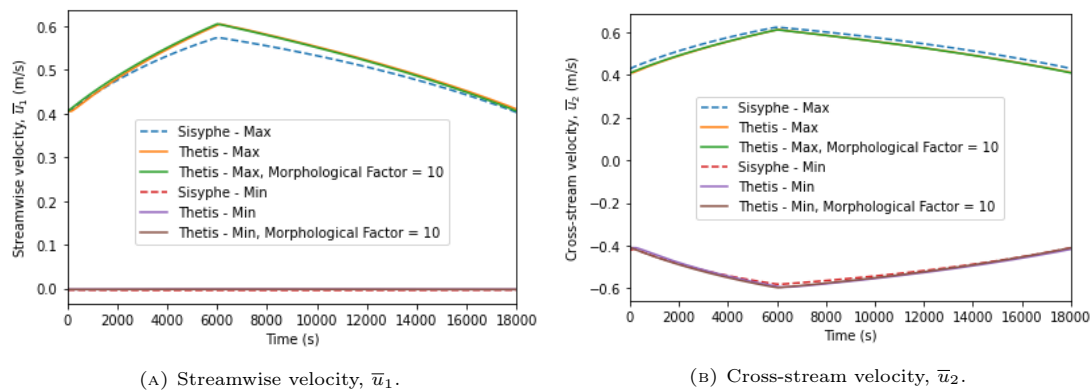 Streamwise velocity, u̅₁ (m/s)
0.6
0.5
0.4
0.3
0.2
0.1
0.0
Sisyphe - Max
Thetis - Max
Thetis - Max, Morphological Factor = 10
Sisyphe - Min
Thetis - Min
Thetis - Min, Morphological Factor = 10
0 2000 4000 6000 8000 10000 12000 14000 16000 18000
Time (s)
(A) Streamwise velocity, u̅₁.
Cross-stream velocity, u̅₂ (m/s)
0.6
0.4
0.2
0.0
−0.2
−0.4
−0.6
Sisyphe - Max
Thetis - Max
Thetis - Max, Morphological Factor = 10
Sisyphe - Min
Thetis - Min
Thetis - Min, Morphological Factor = 10
0 2000 4000 6000 8000 10000 12000 14000 16000 18000
Time (s)
(B) Cross-stream velocity, u̅₂.